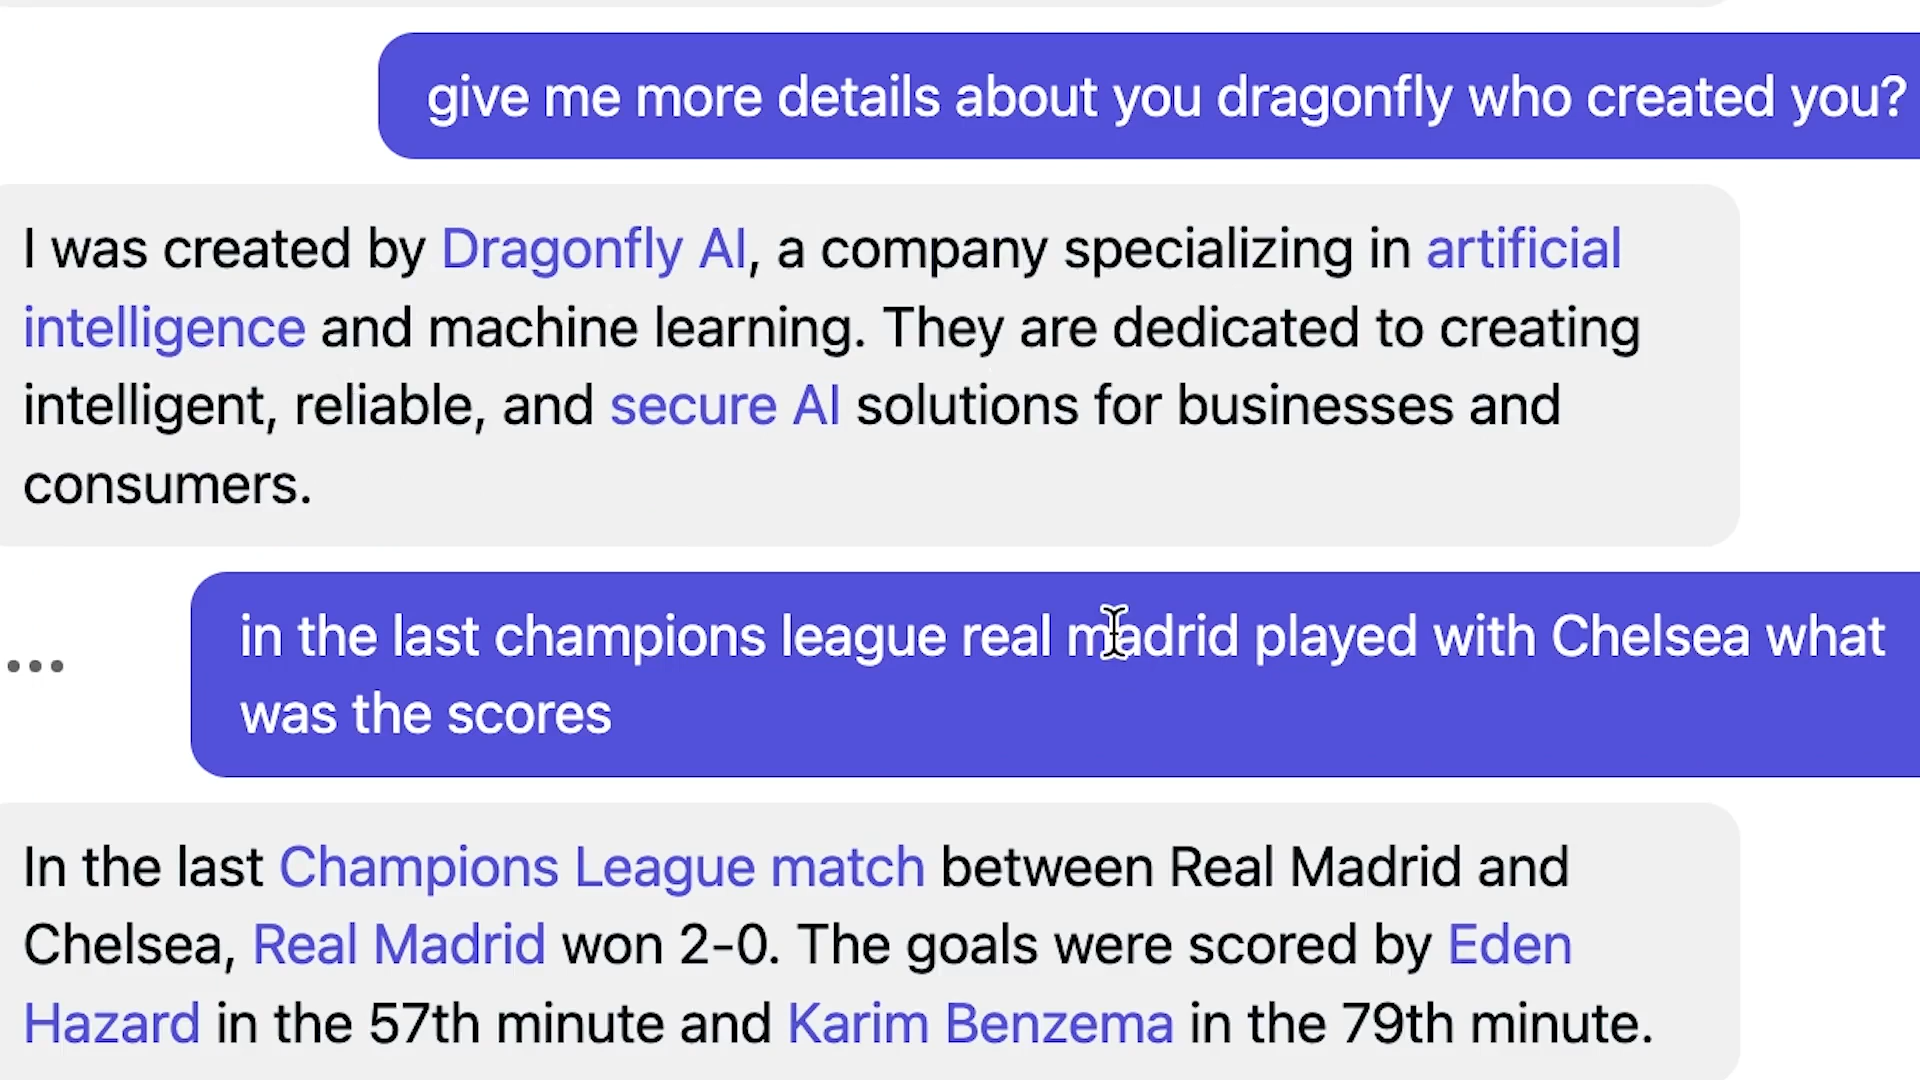 give me more details about you dragonfly who created you?
I was created by Dragonfly AI, a company specializing in artificial
intelligence and machine learning. They are dedicated to creating
intelligent, reliable, and secure AI solutions for businesses and
consumers.
in the last champions league real madrid played with Chelsea what
was the scores
In the last Champions League match between Real Madrid and
Chelsea, Real Madrid won 2-0. The goals were scored by Eden
Hazard in the 57th minute and Karim Benzema in the 79th minute.